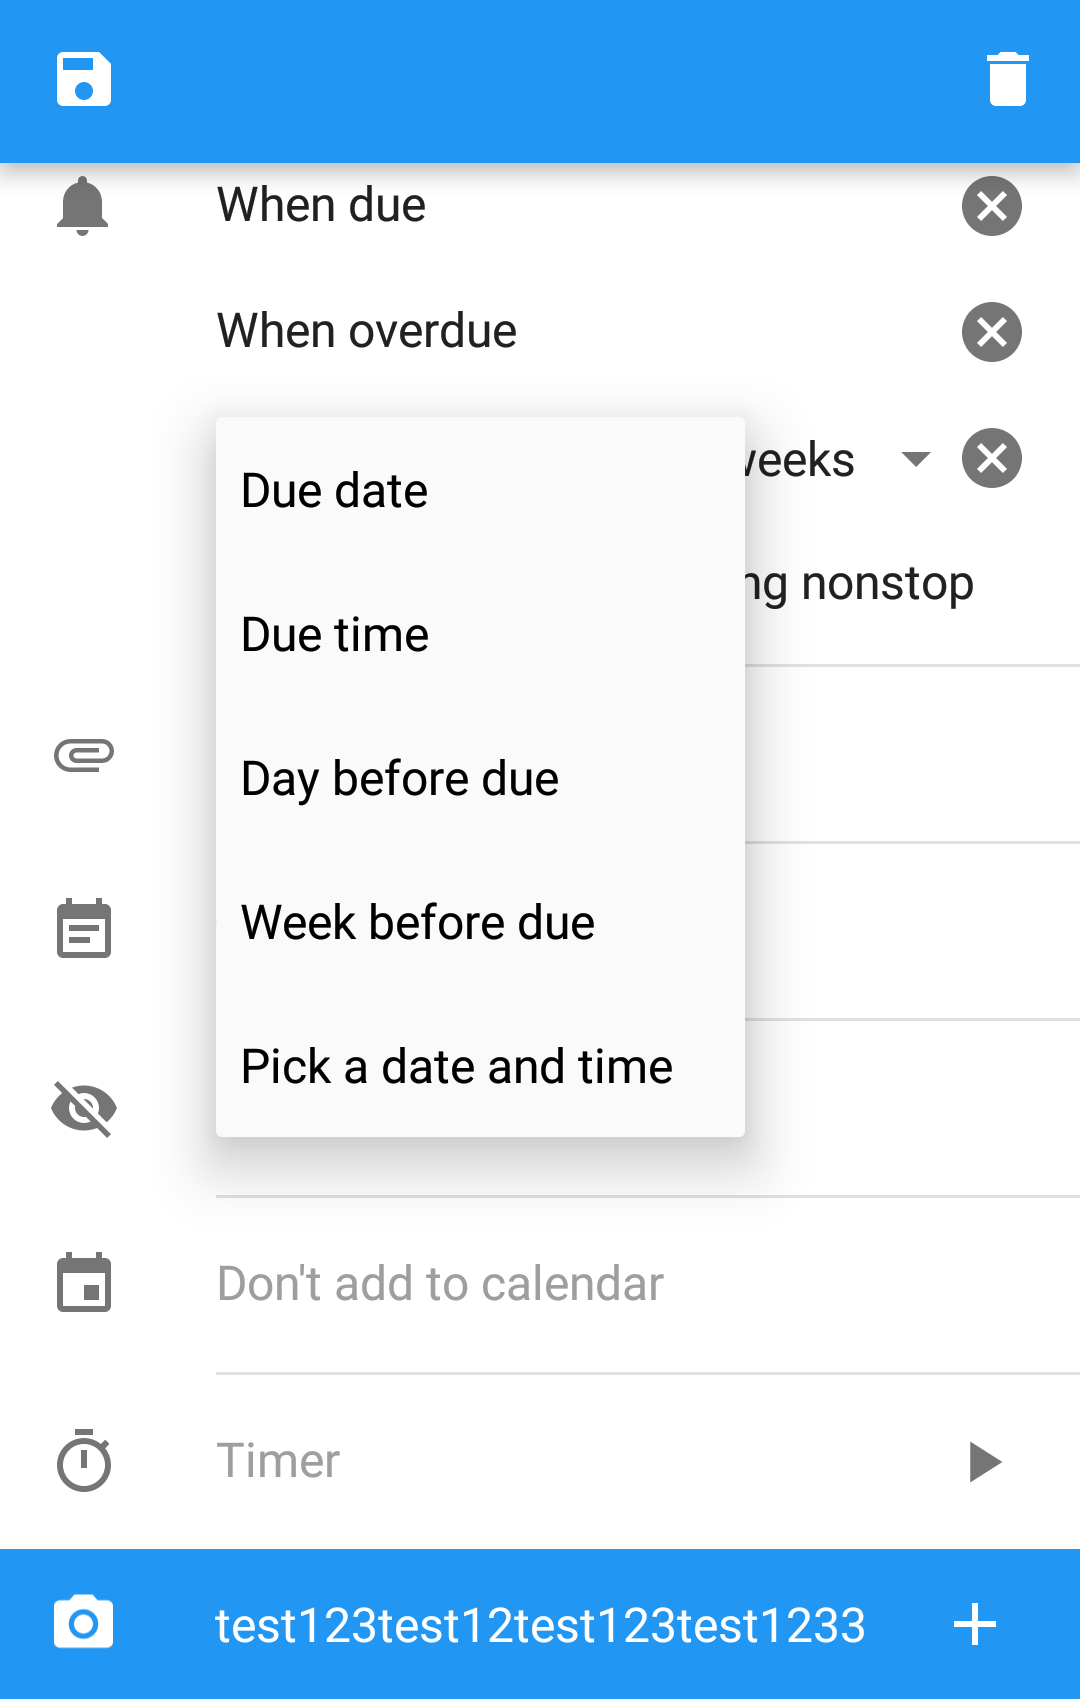 When due
When overdue
weeks
Due date
ng nonstop
Due time
Day before due
Week before due
Pick a date and time
Don't add to calendar
Timer
test123test12test123test1233